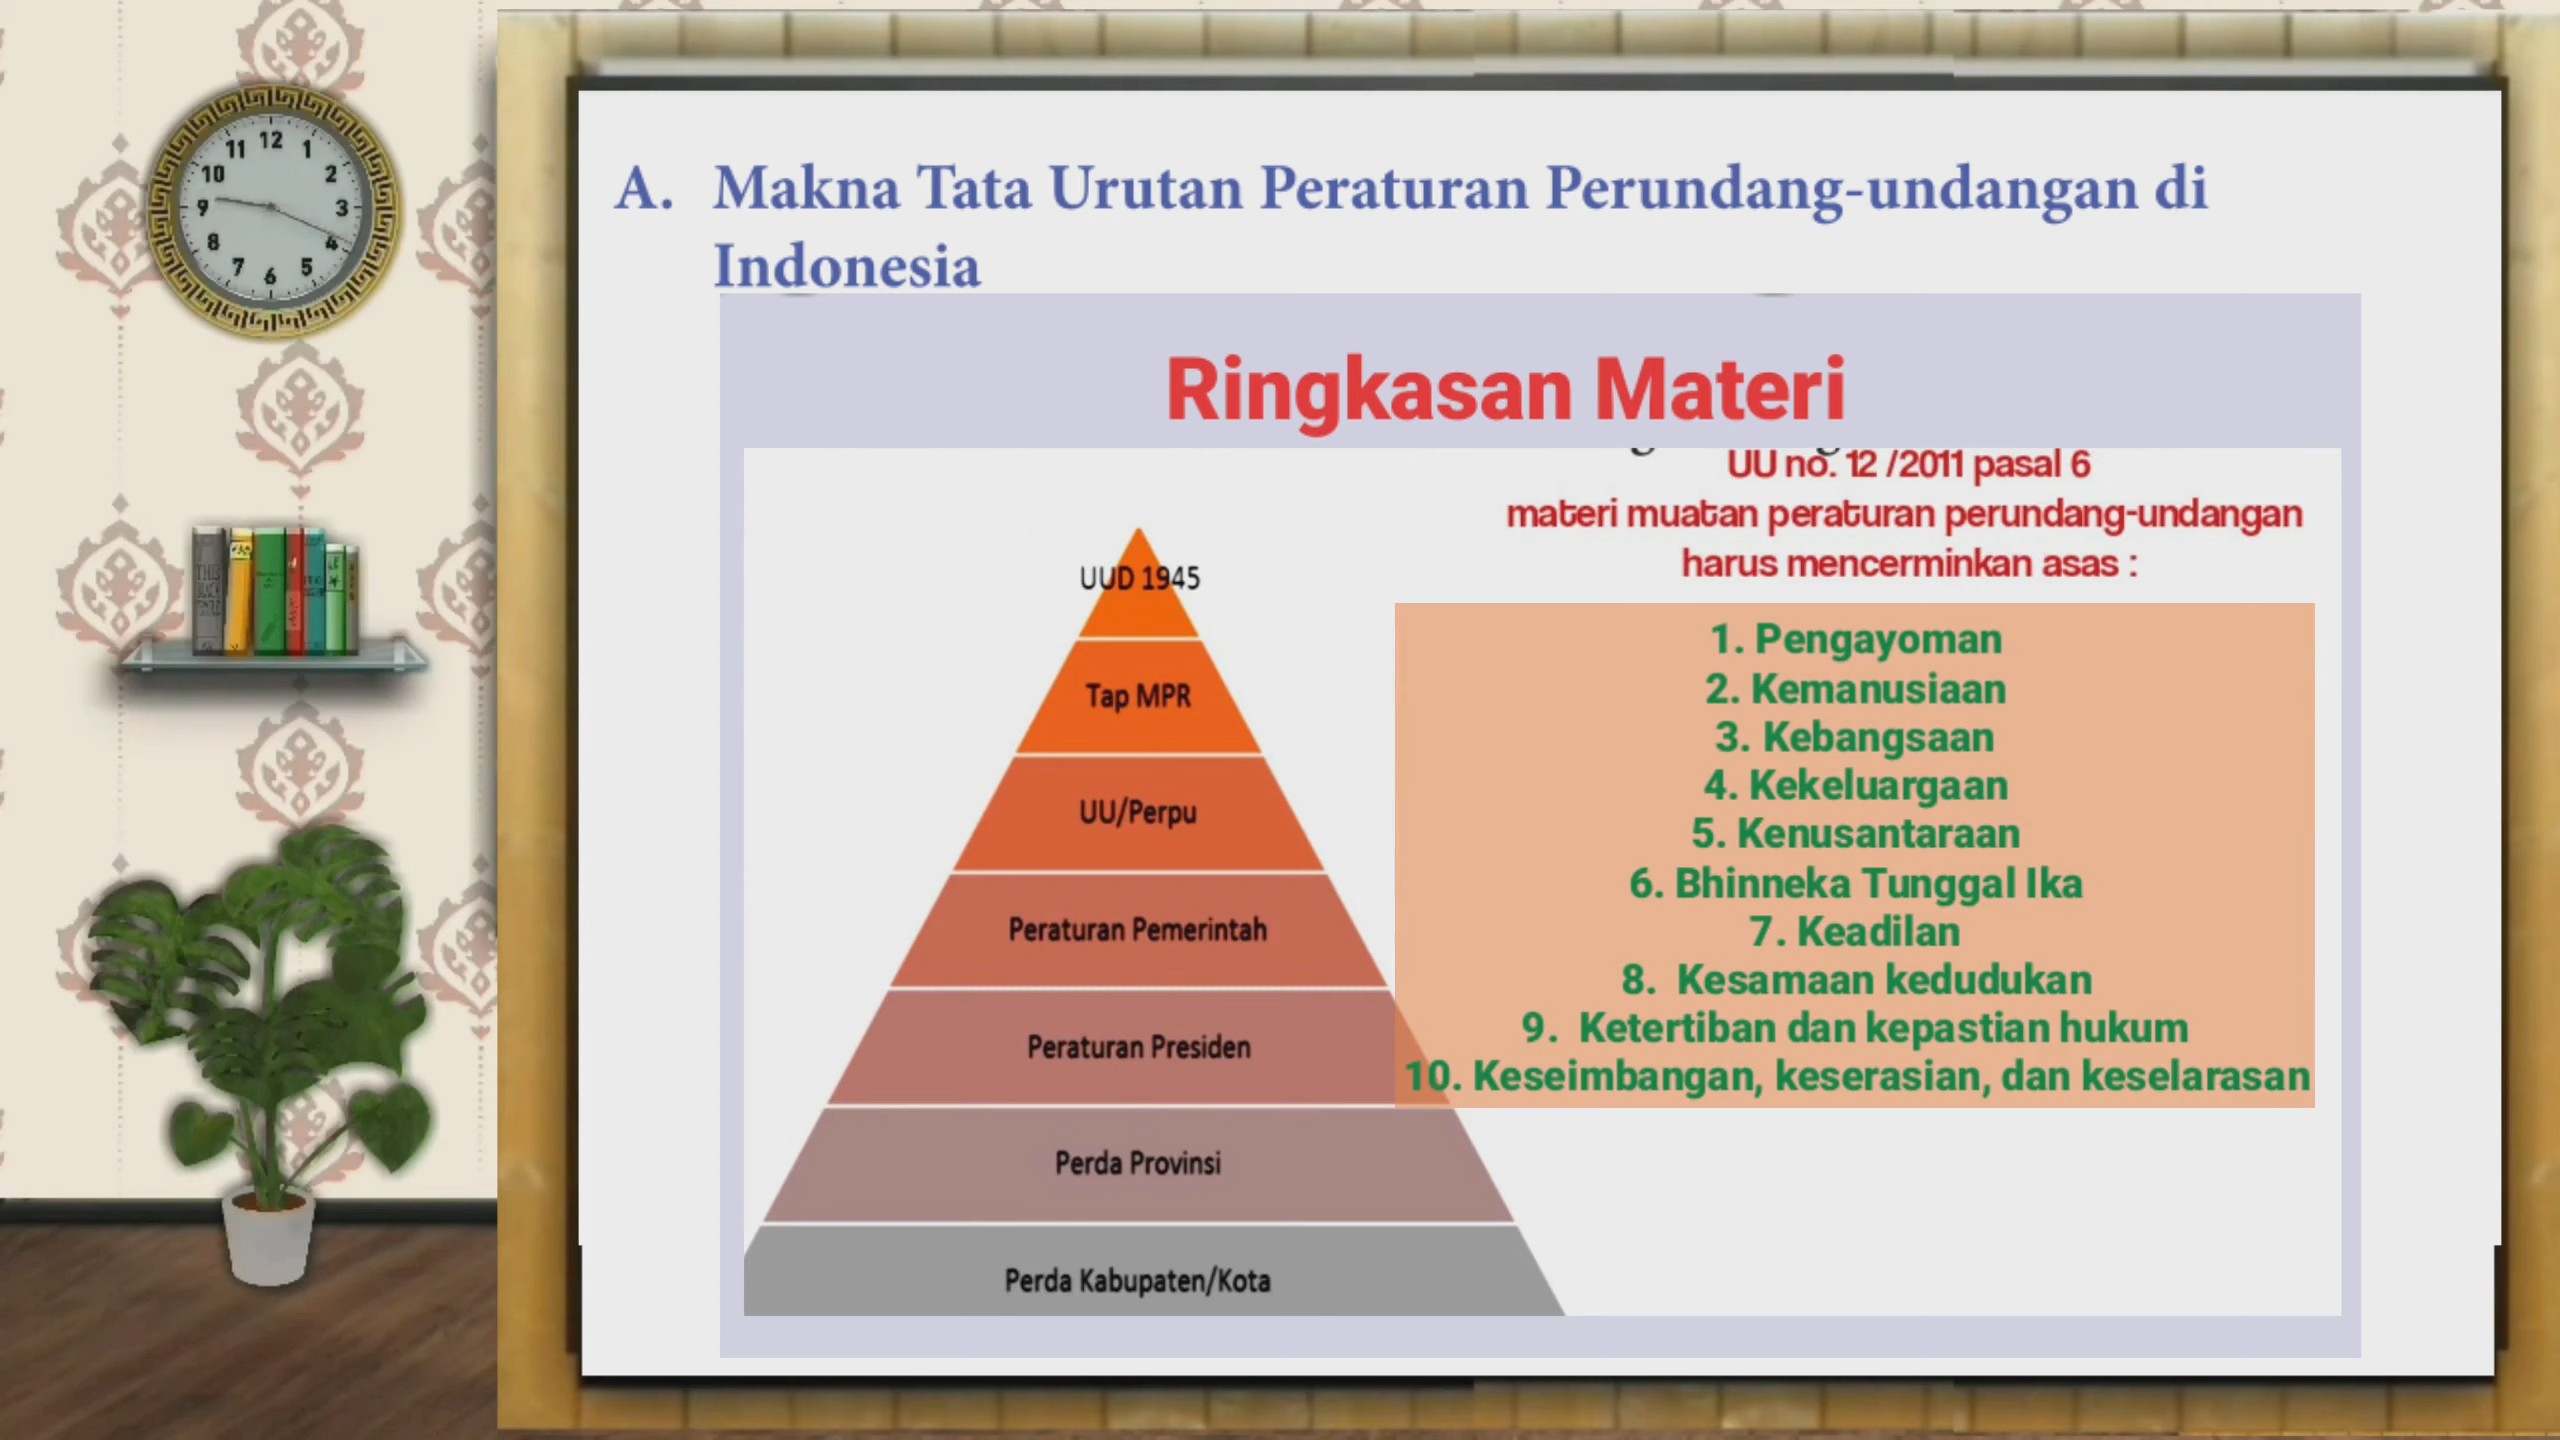 A. Makna Tata Urutan Peraturan Perundang-undangan di
Indonesia
Ringkasan Materi
UUD 1945
Tap MPR
UU/Perpu
Peraturan Pemerintah
Peraturan Presiden
Perda Provinsi
Perda Kabupaten/Kota
UU no. 12 /2011 pasal 6
materi muatan peraturan perundang-undangan
harus mencerminkan asas :
1. Pengayoman
2. Kemanusiaan
3. Kebangsaan
4. Kekeluargaan
5. Kenusantaraan
6. Bhinneka Tunggal Ika
7. Keadilan
8. Kesamaan kedudukan
9. Ketertiban dan kepastian hukum
10. Keseimbangan, keserasian, dan keselarasan
12
1
2
3
4
5
6
7
8
9
10
11